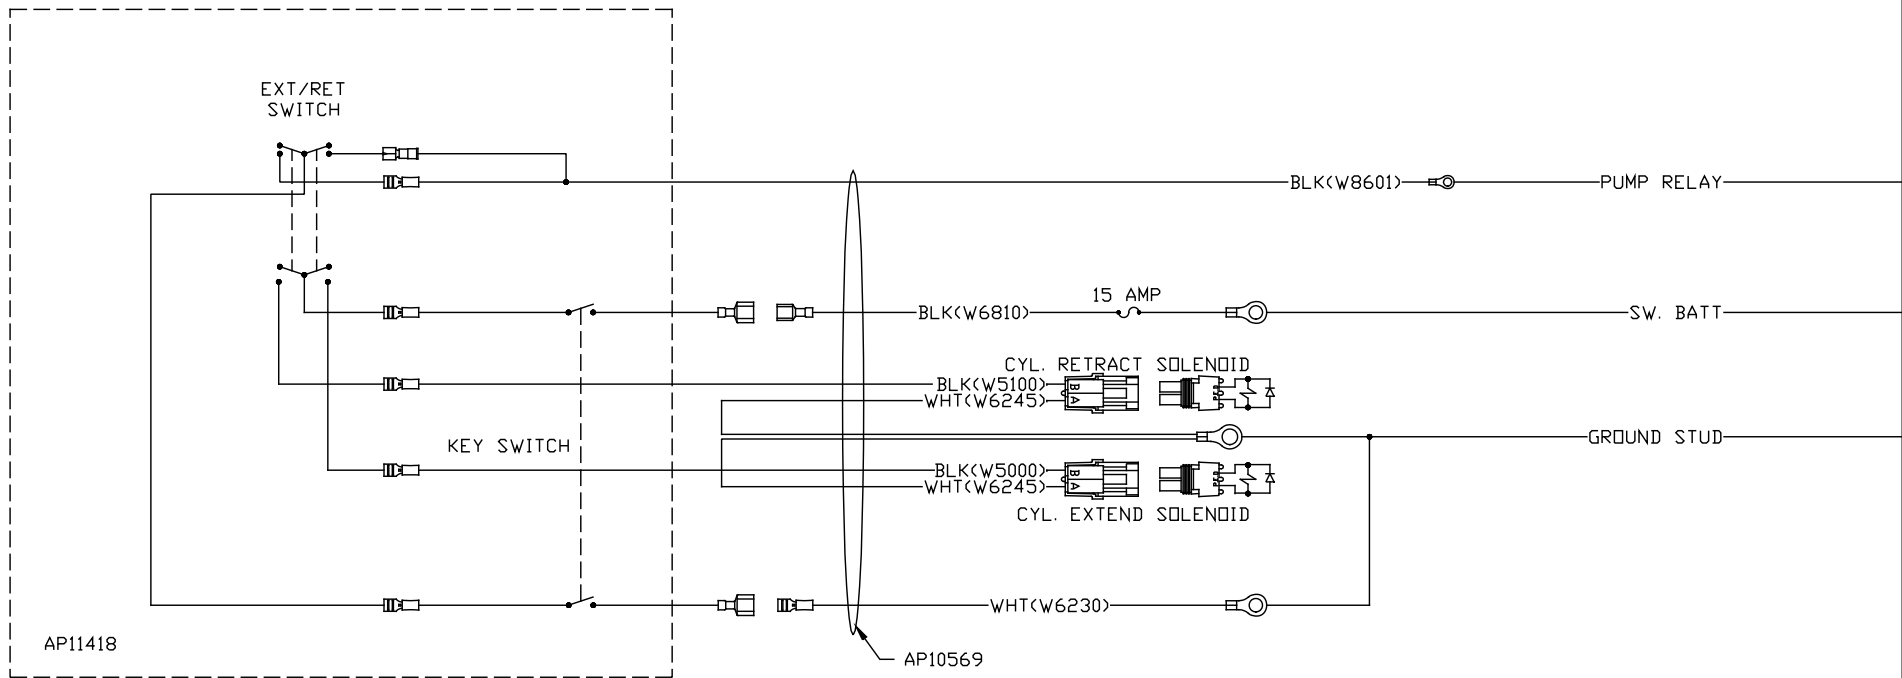 EXT/RET
SWITCH
BLK(W8601)
PUMP RELAY
BLK(W6810)
15 AMP
SW. BATT
CYL. RETRACT SOLENOID
BLK(W5100)
B
WHT(W6245)
A
KEY SWITCH
GROUND STUD
BLK(W5000)
B
WHT(W6245)
A
CYL. EXTEND SOLENOID
WHT(W6230)
AP11418
AP10569